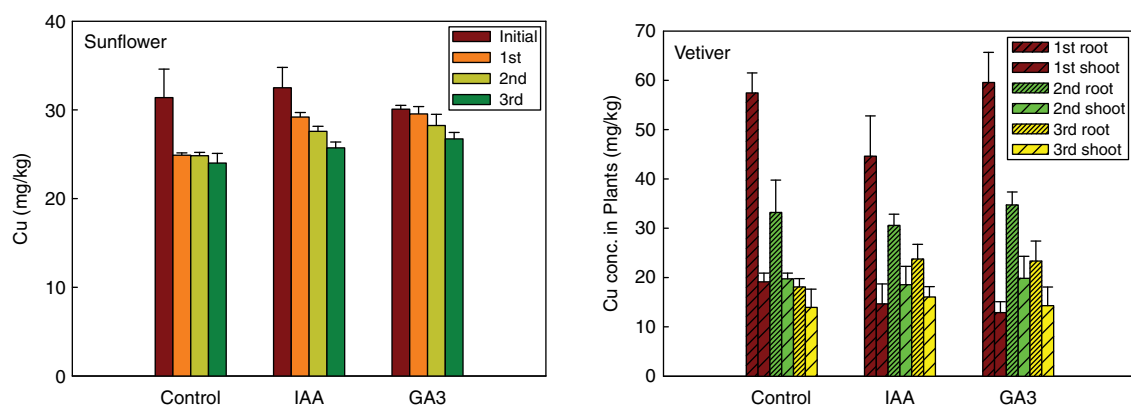 Sunflower
Cu (mg/kg)
40
30
20
10
0
Initial
1st
2nd
3rd
Control
IAA
GA3
Vetiver
Cu conc. in Plants (mg/kg)
70
60
50
40
30
20
10
0
1st root
1st shoot
2nd root
2nd shoot
3rd root
3rd shoot
Control
IAA
GA3